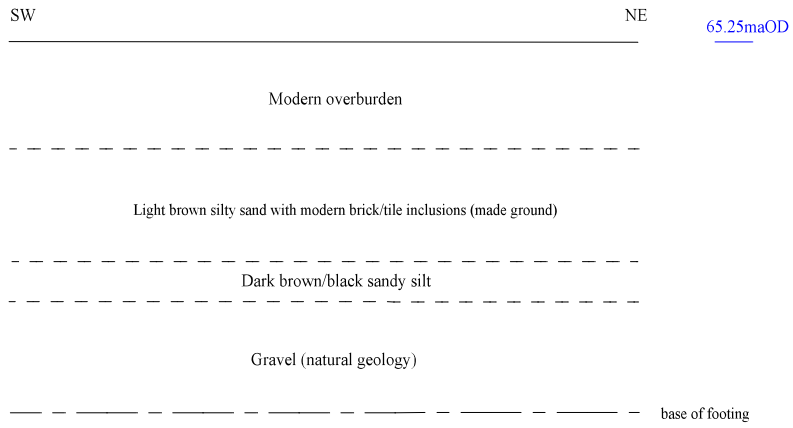 SW
NE
65.25maOD
Modern overburden
Light brown silty sand with modern brick/tile inclusions (made ground)
Dark brown/black sandy silt
Gravel (natural geology)
base of footing